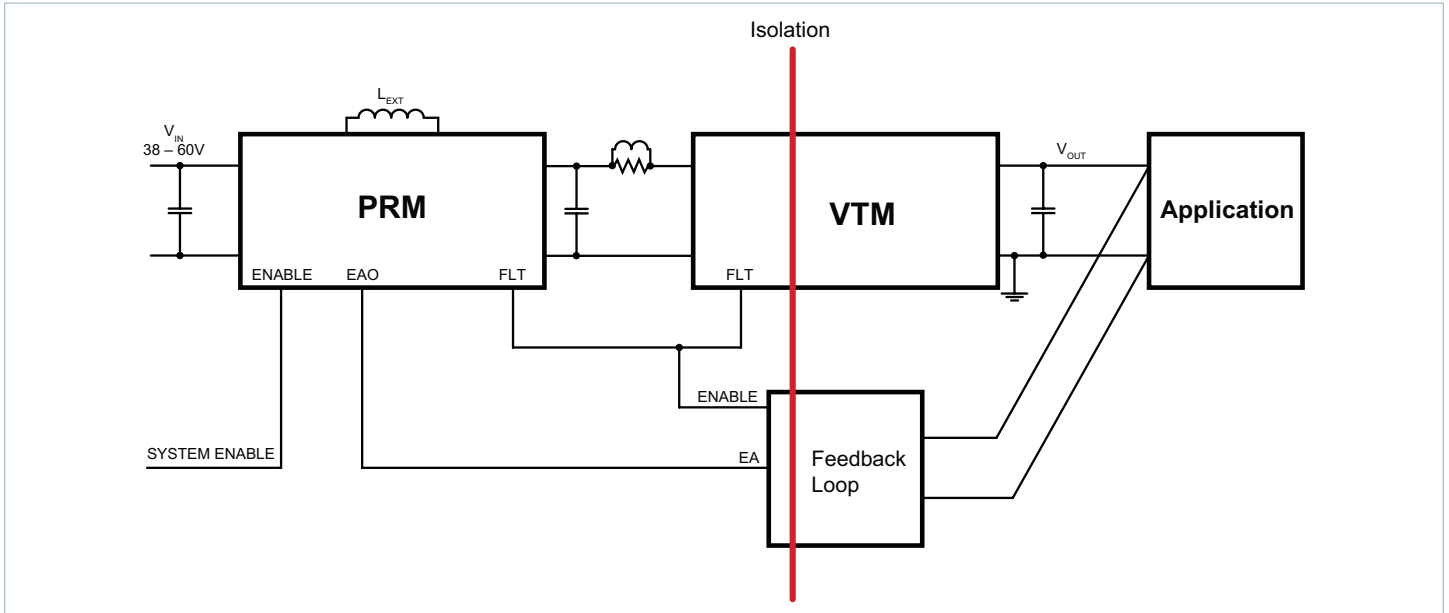 Isolation
L_EXT
V_IN
38 – 60V
PRM
VTM
V_OUT
Application
ENABLE
EAO
FLT
FLT
ENABLE
SYSTEM ENABLE
EA
Feedback
Loop